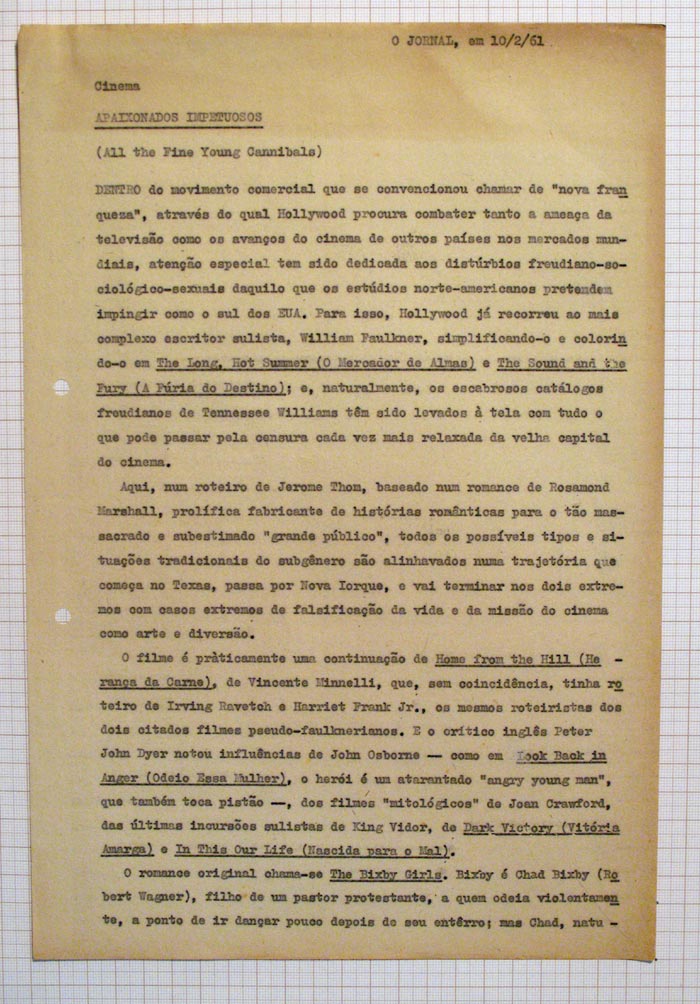 O JORNAL, em 10/2/61
Cinema
APAIXONADOS IMPETUOSOS
(All the Fine Young Cannibals)
DENTRO do movimento comercial que se convencionou chamar de "nova fran
queza", através do qual Hollywood procura combater tanto a ameaça da
televisão como os avanços do cinema de outros países nos mercados mun-
diais, atenção especial tem sido dedicada aos distúrbios freudiano-so-
ciológico-sexuais daquilo que os estúdios norte-americanos pretendem
impingir como o sul dos EUA. Para isso, Hollywood já recorreu ao mais
complexo escritor sulista, William Faulkner, simplificando-o e colorin
do-o em The Long, Hot Summer (O Mercador de Almas) e The Sound and the
Fury (A Fúria do Destino); e, naturalmente, os escabrosos catálogos
freudianos de Tennessee Williams têm sido levados à tela com tudo o
que pode passar pela censura cada vez mais relaxada da velha capital
do cinema.
Aqui, num roteiro de Jerome Thom, baseado num romance de Rosamond
Marshall, prolífica fabricante de histórias românticas para o tão mas-
sacrado e subestimado "grande público", todos os possíveis tipos e si-
tuações tradicionais do subgênero são alinhavados numa trajetória que
começa no Texas, passa por Nova Iorque, e vai terminar nos dois extre-
mos com casos extremos de falsificação da vida e da missão do cinema
como arte e diversão.
O filme é pràticamente uma continuação de Home from the Hill (He -
rança da Carne), de Vincente Minnelli, que, sem coincidência, tinha ro
teiro de Irving Ravetch e Harriet Frank Jr., os mesmos roteiristas dos
dois citados filmes pseudo-faulknerianos. E o crítico inglês Peter
John Dyer notou influências de John Osborne — como em Look Back in
Anger (Odeio Essa Mulher), o herói é um atarantado "angry young man",
que também toca pistão —, dos filmes "mitológicos" de Joan Crawford,
das últimas incursões sulistas de King Vidor, de Dark Victory (Vitória
Amarga) e In This Our Life (Nascida para o Mal).
O romance original chama-se The Bixby Girls. Bixby é Chad Bixby (Ro
bert Wagner), filho de um pastor protestante, a quem odeia violentamen
te, a ponto de ir dançar pouco depois de seu entêrro; mas Chad, natu -